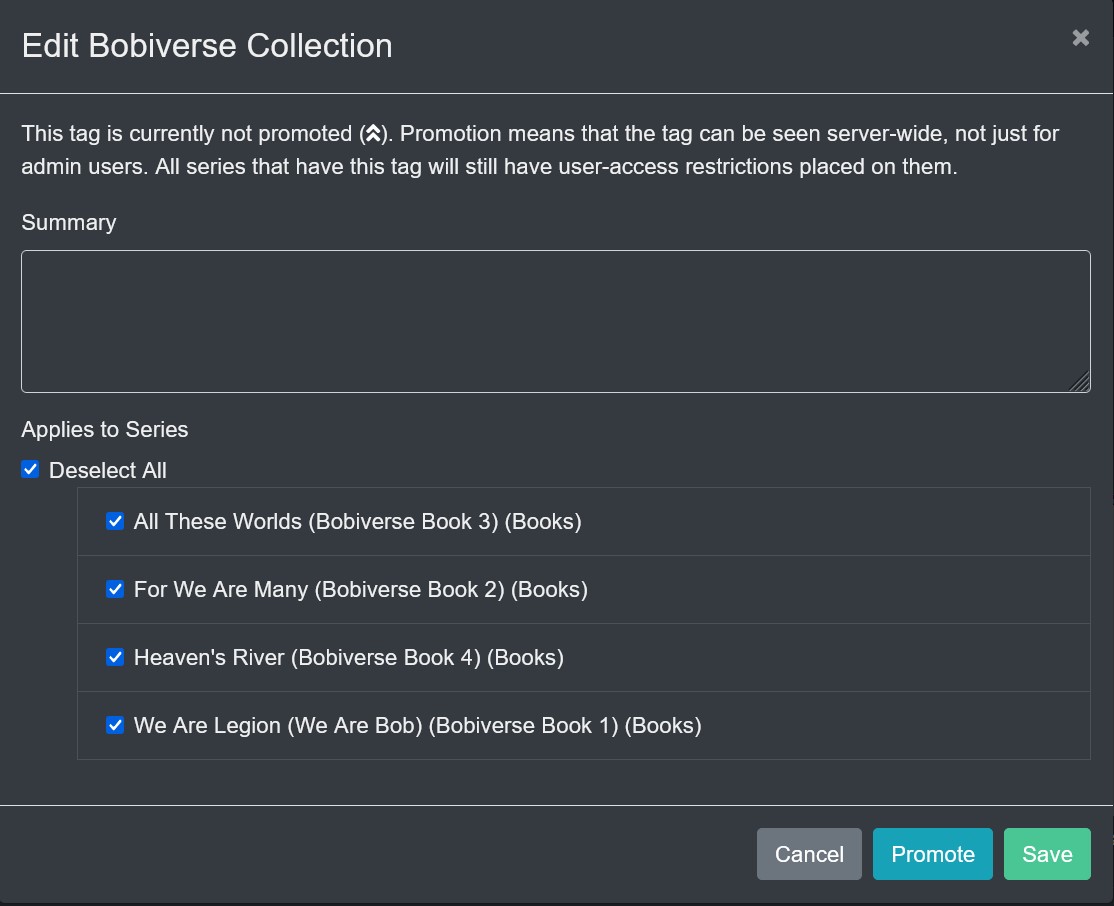 Edit Bobiverse Collection
This tag is currently not promoted (). Promotion means that the tag can be seen server-wide, not just for
admin users. All series that have this tag will still have user-access restrictions placed on them.
Summary
Applies to Series
Deselect All
All These Worlds (Bobiverse Book 3) (Books)
For We Are Many (Bobiverse Book 2) (Books)
Heaven's River (Bobiverse Book 4) (Books)
We Are Legion (We Are Bob) (Bobiverse Book 1) (Books)
Cancel Promote Save